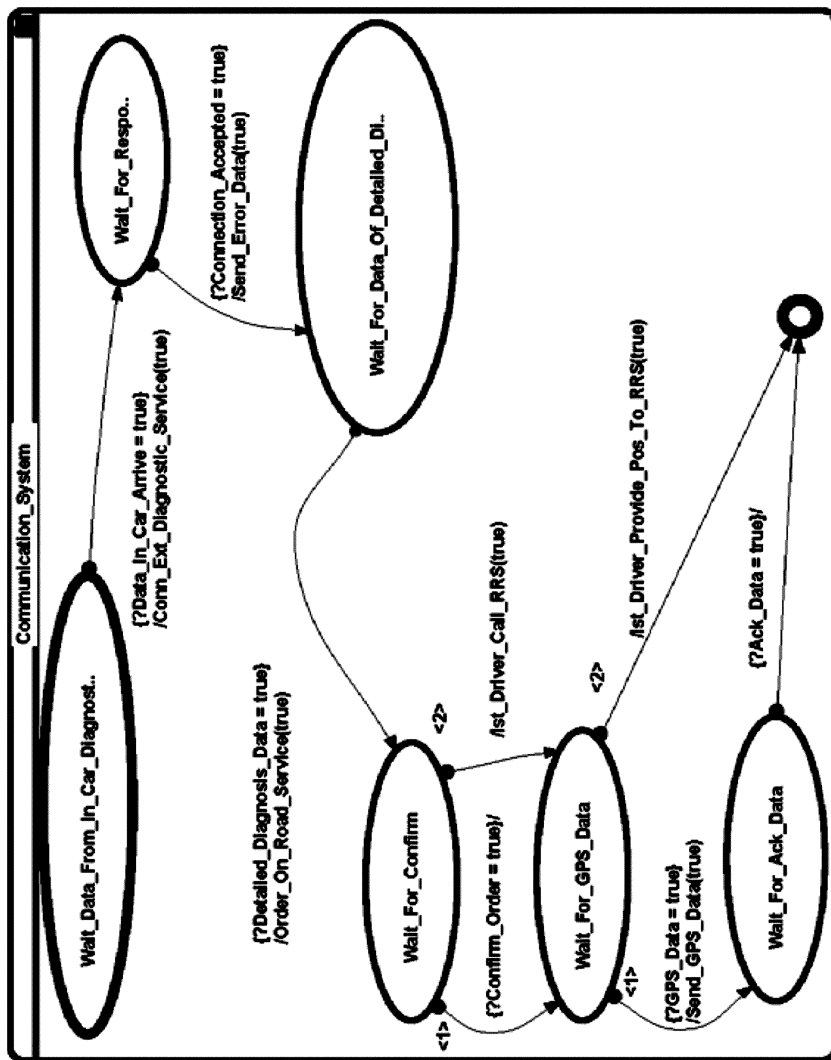 Communication_System
Wait_Data_From_In_Car_Diagnost..
{?Data_In_Car_Arrive = true}
/Conn_Ext_Diagnostic_Service(true)
Wait_For_Respo..
{?Connection_Accepted = true}
/Send_Error_Data(true)
Wait_For_Data_Of_Detailed_Di..
{?Detailed_Diagnosis_Data = true}
/Order_On_Road_Service(true)
Wait_For_Confirm
<1>
{?Confirm_Order = true}/
<2>
/Ist_Driver_Call_RRS(true)
Wait_For_GPS_Data
<1>
{?GPS_Data = true}
/Send_GPS_Data(true)
<2>
/Ist_Driver_Provide_Pos_To_RRS(true)
Wait_For_Ack_Data
{?Ack_Data = true}/